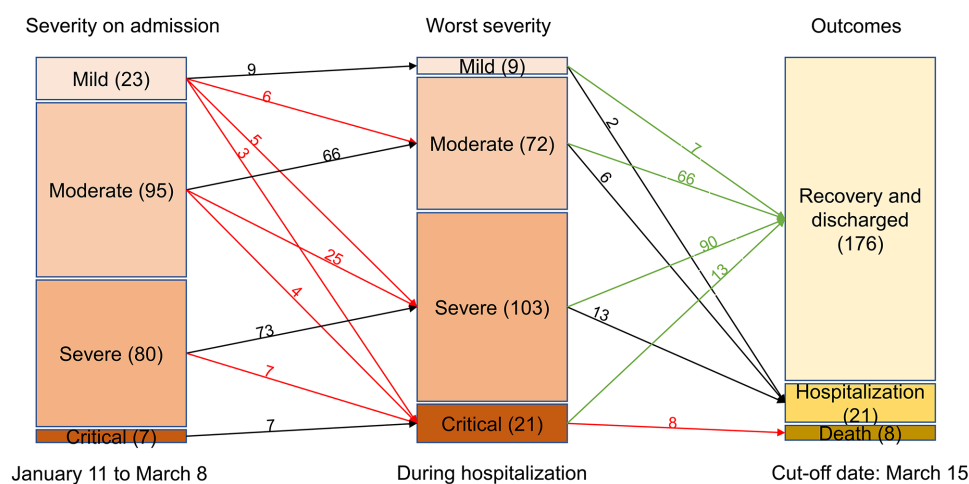 Severity on admission
Worst severity
Outcomes
Mild (23)
Moderate (95)
Severe (80)
Critical (7)
9
6
5
3
66
25
4
73
7
7
Mild (9)
Moderate (72)
Severe (103)
Critical (21)
7
2
66
6
90
13
13
8
Recovery and
discharged
(176)
Hospitalization
(21)
Death (8)
January 11 to March 8
During hospitalization
Cut-off date: March 15